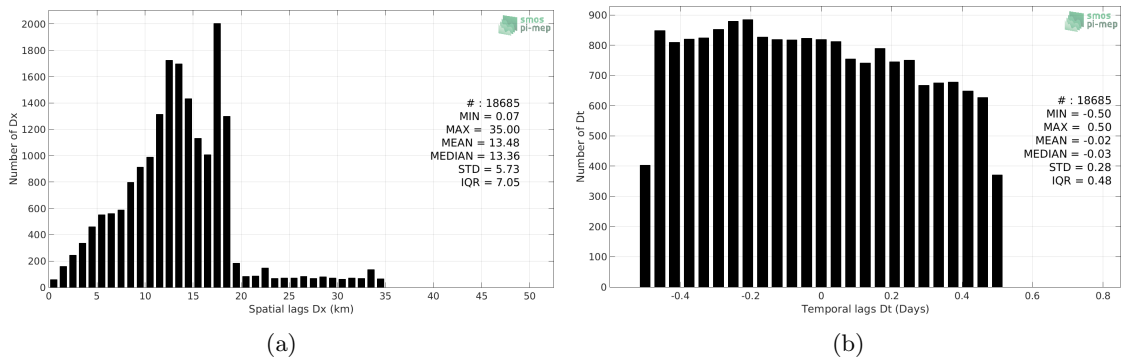 2000
1800
1600
1400
1200
1000
800
600
400
200
0
Number of Dx
smos
pi-mep
# : 18685
MIN = 0.07
MAX = 35.00
MEAN = 13.48
MEDIAN = 13.36
STD = 5.73
IQR = 7.05
0 5 10 15 20 25 30 35 40 45 50
Spatial lags Dx (km)
(a)
900
800
700
600
500
400
300
200
100
0
Number of Dt
smos
pi-mep
# : 18685
MIN = -0.50
MAX = 0.50
MEAN = -0.02
MEDIAN = -0.03
STD = 0.28
IQR = 0.48
-0.4 -0.2 0 0.2 0.4 0.6 0.8
Temporal lags Dt (Days)
(b)